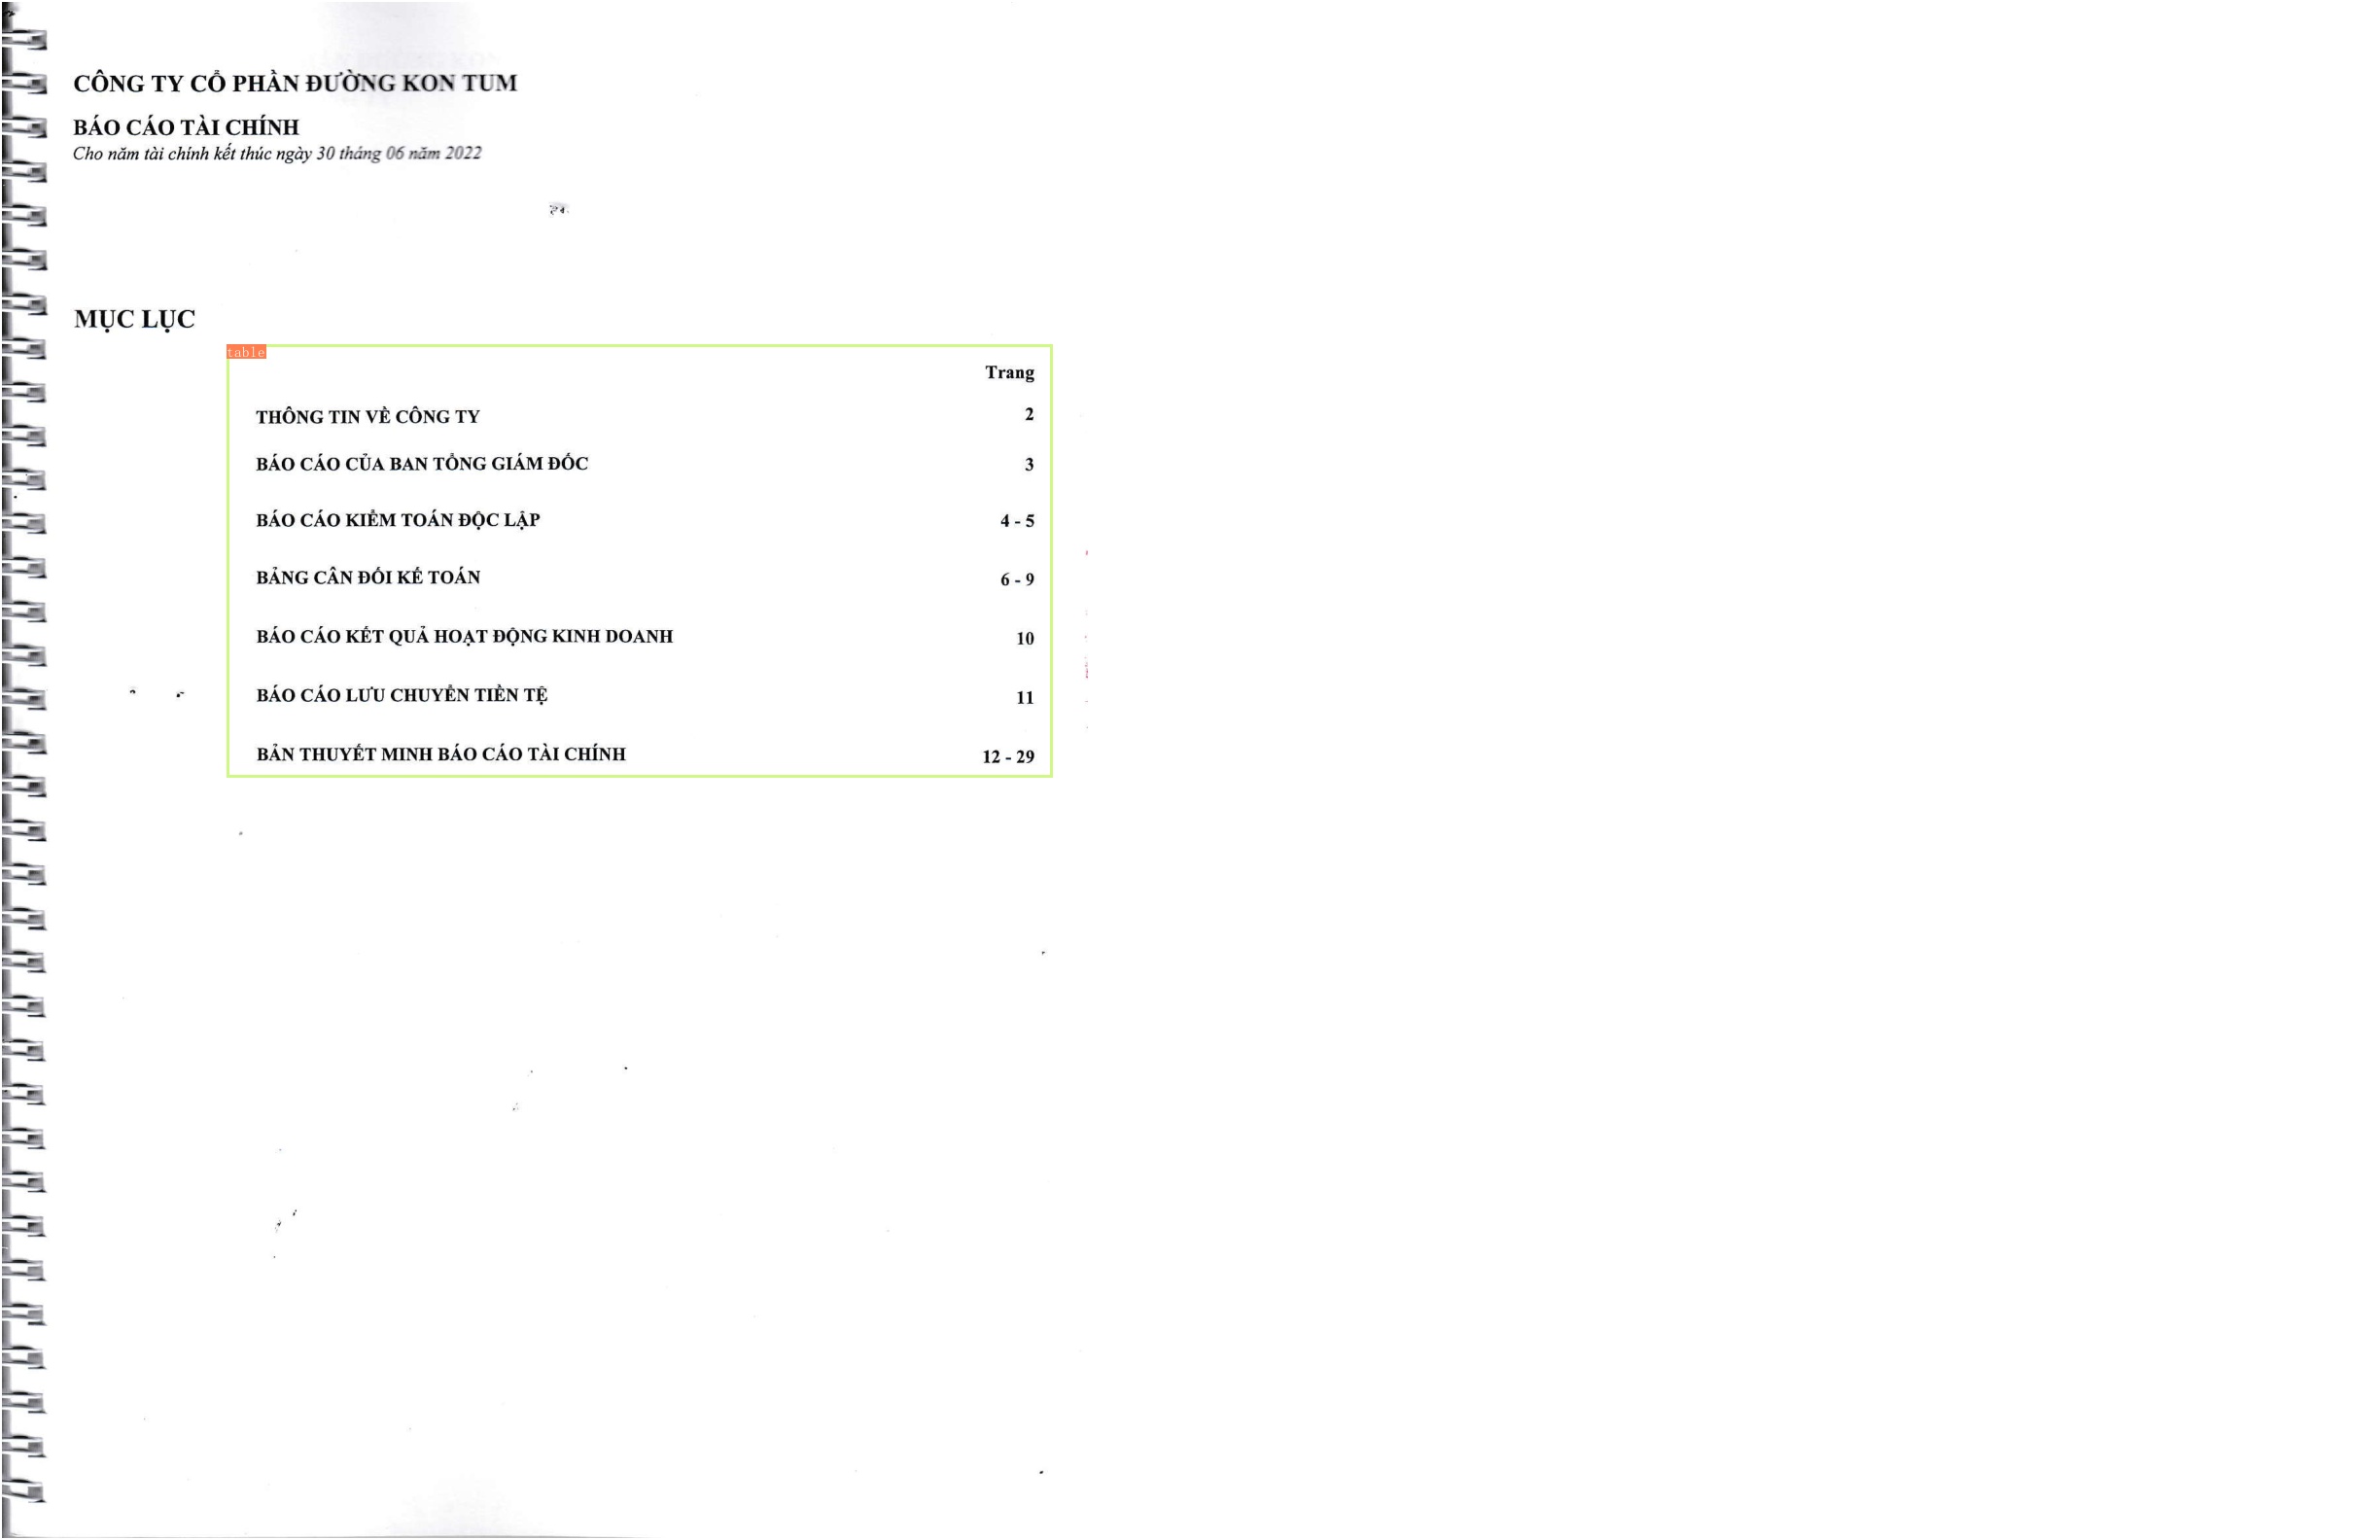 CÔNG TY CỔ PHẦN ĐƯỜNG KON TUM
BÁO CÁO TÀI CHÍNH
Cho năm tài chính kết thúc ngày 30 tháng 06 năm 2022
MỤC LỤC
table
Trang
THÔNG TIN VỀ CÔNG TY 2
BÁO CÁO CỦA BAN TỔNG GIÁM ĐỐC 3
BÁO CÁO KIỂM TOÁN ĐỘC LẬP 4 - 5
BẢNG CÂN ĐỐI KẾ TOÁN 6 - 9
BÁO CÁO KẾT QUẢ HOẠT ĐỘNG KINH DOANH 10
BÁO CÁO LƯU CHUYỂN TIỀN TỆ 11
BẢN THUYẾT MINH BÁO CÁO TÀI CHÍNH 12 - 29